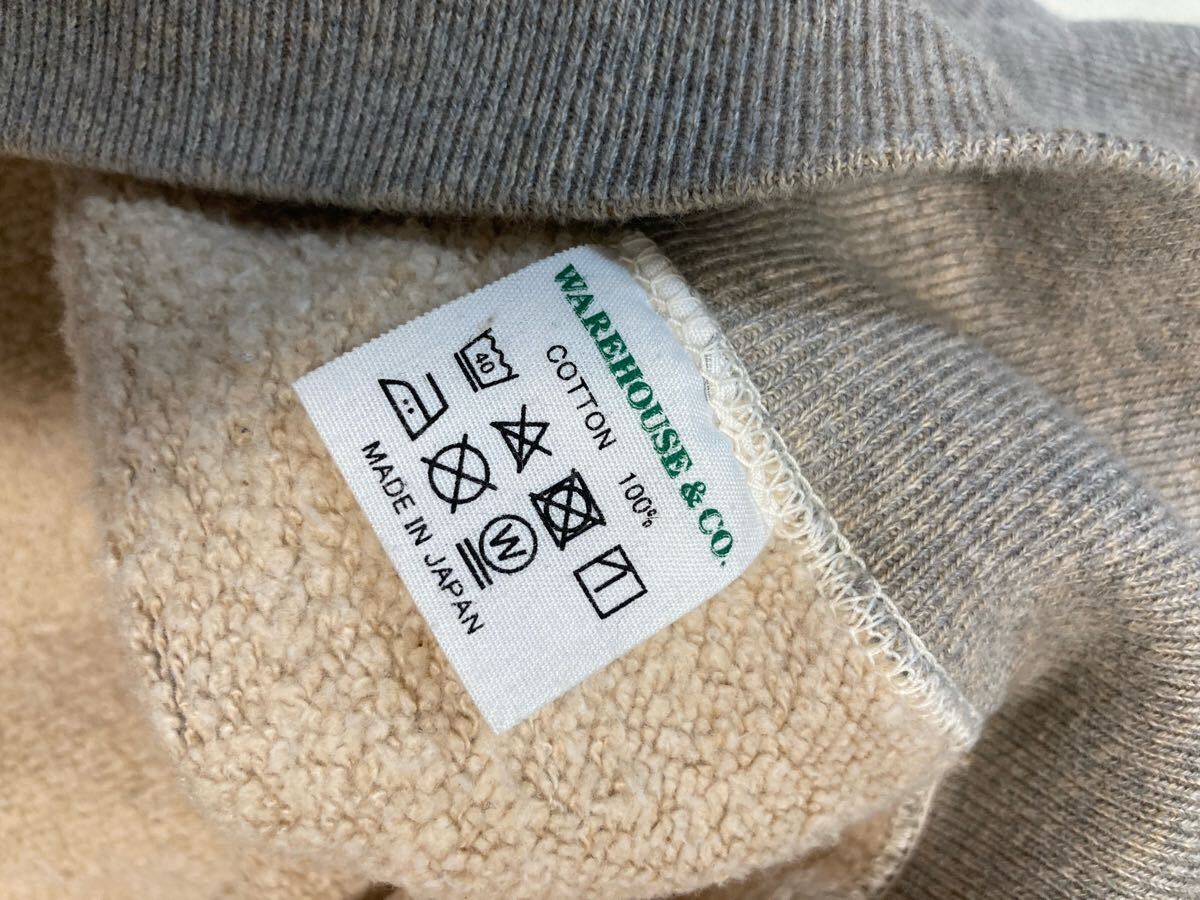 WAREHOUSE & CO.
COTTON 100%
40
W
MADE IN JAPAN